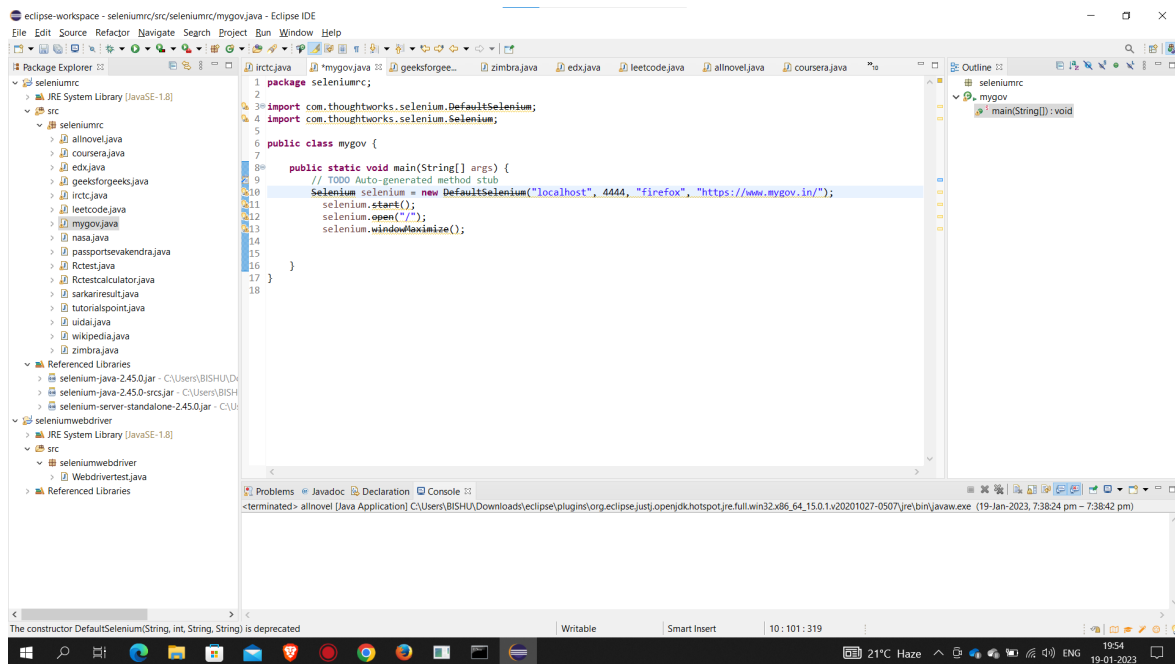 eclipse-workspace - seleniumrc/src/seleniumrc/mygov.java - Eclipse IDE
File Edit Source Refactor Navigate Search Project Run Window Help
Package Explorer
seleniumrc
JRE System Library [JavaSE-1.8]
src
seleniumrc
allnovel.java
coursera.java
edx.java
geeksforgeeks.java
irctc.java
leetcode.java
mygov.java
nasa.java
passportsevakendra.java
Rctest.java
Rctestcalculator.java
sarkariresult.java
tutorialspoint.java
uidai.java
wikipedia.java
zimbra.java
Referenced Libraries
selenium-java-2.45.0.jar - C:\Users\BISHU\Do
selenium-java-2.45.0-srcs.jar - C:\Users\BISH
selenium-server-standalone-2.45.0.jar - C:\Us
seleniumwebdriver
JRE System Library [JavaSE-1.8]
src
seleniumwebdriver
Webdrivertest.java
Referenced Libraries
irctc.java *mygov.java geeksforgee... zimbra.java edx.java leetcode.java allnovel.java coursera.java »10
1 package seleniumrc;
2
3 import com.thoughtworks.selenium.DefaultSelenium;
4 import com.thoughtworks.selenium.Selenium;
5
6 public class mygov {
7
8 public static void main(String[] args) {
9 // TODO Auto-generated method stub
10 Selenium selenium = new DefaultSelenium("localhost", 4444, "firefox", "https://www.mygov.in/");
11 selenium.start();
12 selenium.open("/");
13 selenium.windowMaximize();
14
15
16 }
17 }
18
Outline
seleniumrc
mygov
main(String[]) : void
Problems Javadoc Declaration Console
<terminated> allnovel [Java Application] C:\Users\BISHU\Downloads\eclipse\plugins\org.eclipse.justj.openjdk.hotspot.jre.full.win32.x86_64_15.0.1.v20201027-0507\jre\bin\javaw.exe (19-Jan-2023, 7:38:24 pm – 7:38:42 pm)
The constructor DefaultSelenium(String, int, String, String) is deprecated
Writable
Smart Insert
10 : 101 : 319
21°C Haze
ENG
19:54
19-01-2023